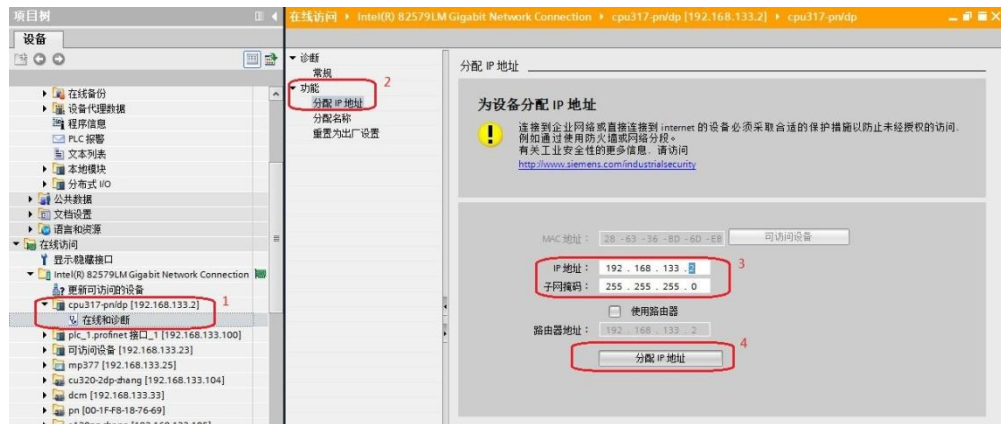 项目树
在线访问 ▸ Intel(R) 82579LM Gigabit Network Connection ▸ cpu317-pn/dp [192.168.133.2] ▸ cpu317-pn/dp
设备
在线备份
设备代理数据
程序信息
PLC 报警
文本列表
本地模块
分布式 I/O
公共数据
文档设置
语言和资源
在线访问
显示/隐藏接口
Intel(R) 82579LM Gigabit Network Connection
更新可访问的设备
cpu317-pn/dp [192.168.133.2]
1
在线和诊断
plc_1.profinet 接口_1 [192.168.133.100]
可访问设备 [192.168.133.23]
mp377 [192.168.133.25]
cu320-2dp-zhang [192.168.133.104]
dcm [192.168.133.33]
pn [00-1F-F8-18-76-69]
诊断
常规
功能
2
分配 IP 地址
分配名称
重置为出厂设置
分配 IP 地址
为设备分配 IP 地址
连接到企业网络或直接连接到 internet 的设备必须采取合适的保护措施以防止未经授权的访问.
例如通过使用防火墙或网络分段。
有关工业安全性的更多信息. 请访问
http://www.siemens.com/industrialsecurity
MAC 地址： 28 -63 -36 -8D -6D -EB 可访问设备
IP 地址： 192 . 168 . 133 . 2
3
子网掩码： 255 . 255 . 255 . 0
使用路由器
路由器地址： 192 . 168 . 133 . 2
4
分配 IP 地址